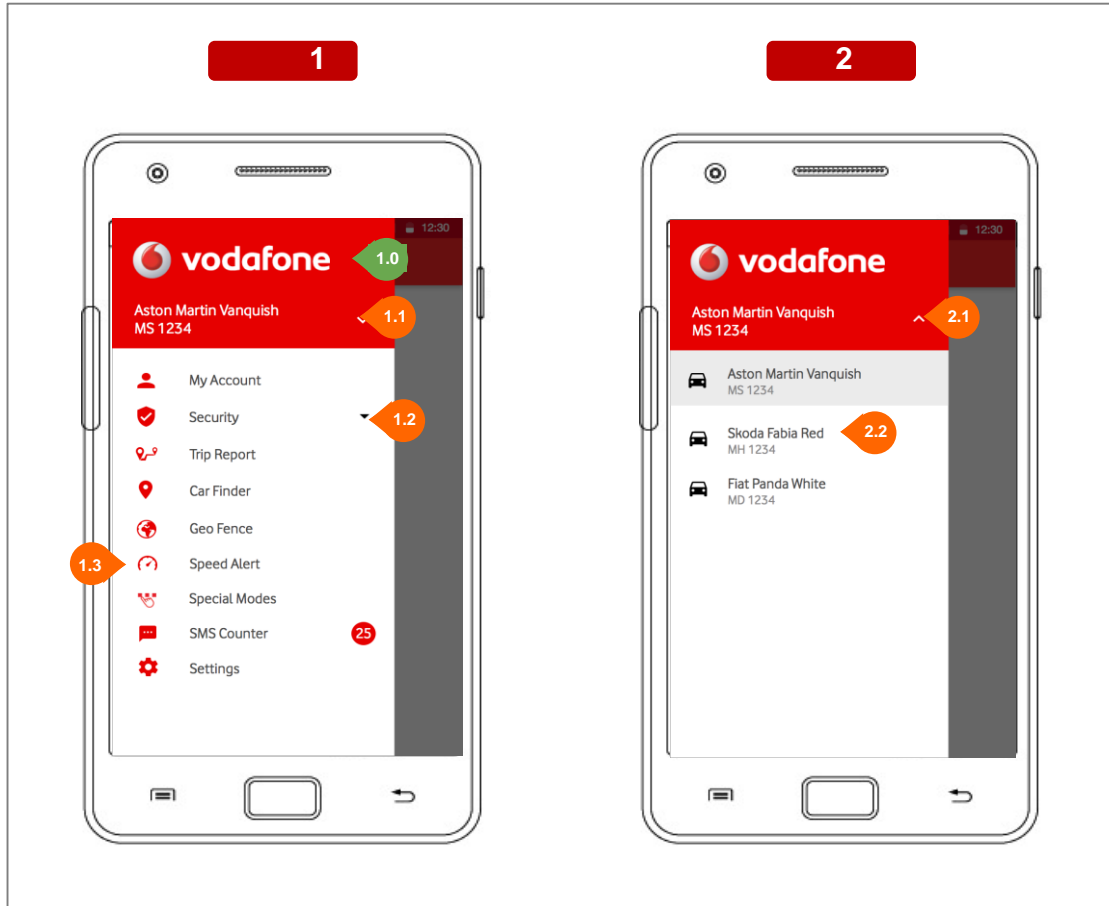 1
2
12:30
vodafone
1.0
Aston Martin Vanquish
MS 1234
1.1
My Account
Security
1.2
Trip Report
Car Finder
Geo Fence
1.3
Speed Alert
Special Modes
SMS Counter
25
Settings
12:30
vodafone
Aston Martin Vanquish
MS 1234
2.1
Aston Martin Vanquish
MS 1234
Skoda Fabia Red
MH 1234
2.2
Fiat Panda White
MD 1234